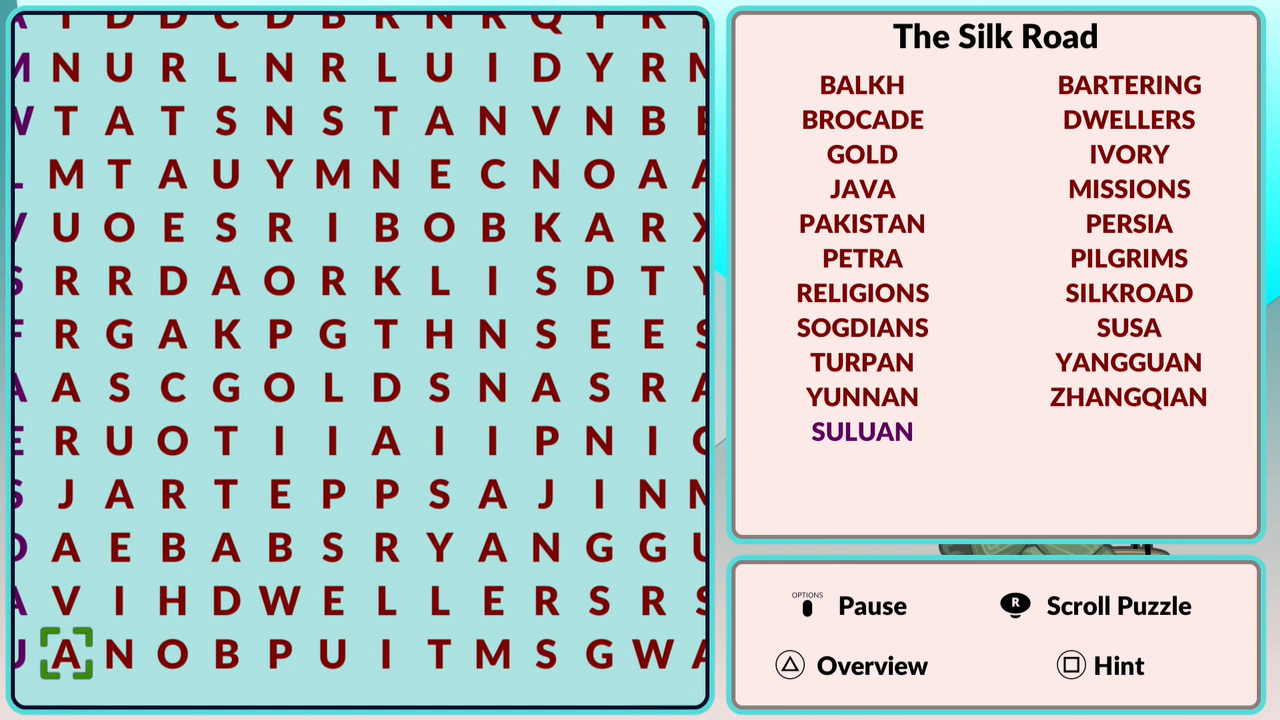 A T D D C D B R N R Q Y R
M N U R L N R L U I D Y R M
W T A T S N S T A N V N B E
L M T A U Y M N E C N O A A
V U O E S R I B O B K A R X
S R R D A O R K L I S D T Y
F R G A K P G T H N S E E S
A A S C G O L D S N A S R A
E R U O T I I A I I P N I
S J A R T E P P S A J I N M
A E B A B S R Y A N G G U
A V I H D W E L L E R S R S
U A N O B P U I T M S G W A
The Silk Road
BALKH BARTERING
BROCADE DWELLERS
GOLD IVORY
JAVA MISSIONS
PAKISTAN PERSIA
PETRA PILGRIMS
RELIGIONS SILKROAD
SOGDIANS SUSA
TURPAN YANGGUAN
YUNNAN ZHANGQIAN
SULUAN
OPTIONS Pause
R Scroll Puzzle
Overview
Hint